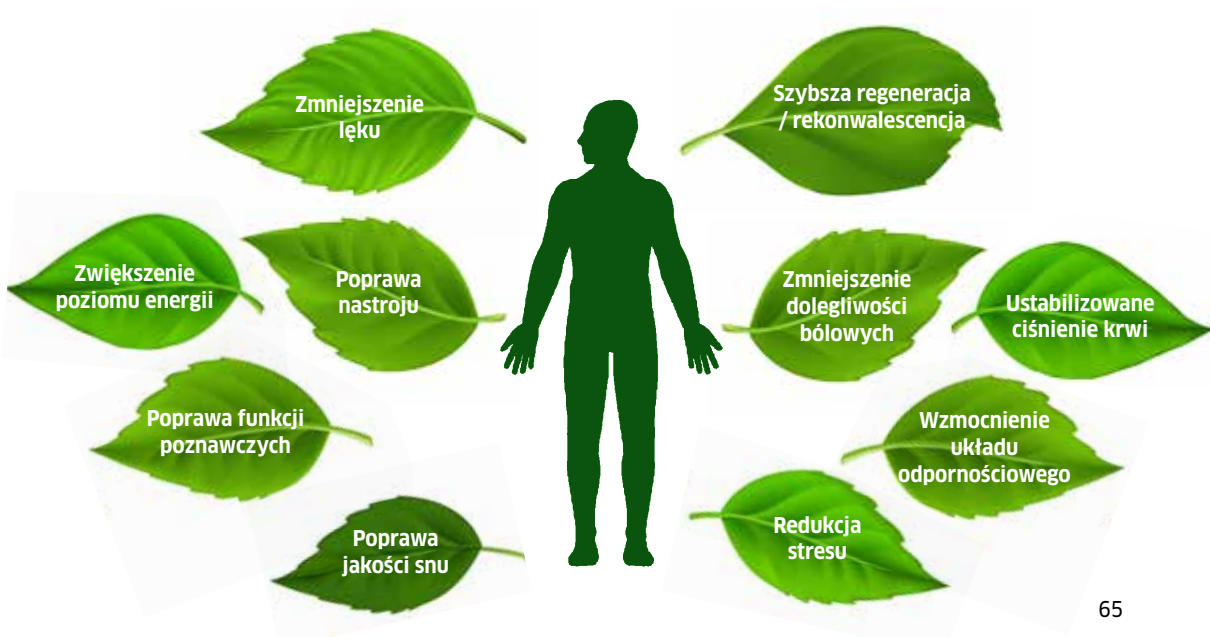 Zmniejszenie
lęku
Szybsza regeneracja
/ rekonwalescencja
Zwiększenie
poziomu energii
Poprawa
nastroju
Zmniejszenie
dolegliwości
bólowych
Ustabilizowane
ciśnienie krwi
Poprawa funkcji
poznawczych
Wzmocnienie
układu
odpornościowego
Poprawa
jakości snu
Redukcja
stresu
65